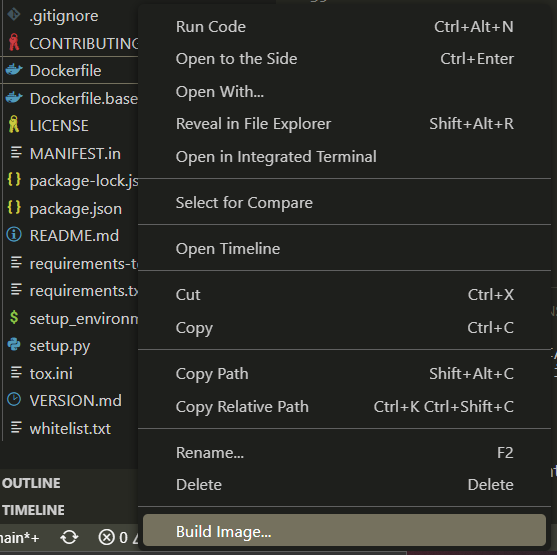 .gitignore
CONTRIBUTING
Dockerfile
Dockerfile.base
LICENSE
MANIFEST.in
package-lock.js
package.json
README.md
requirements-t
requirements.tx
setup_environm
setup.py
tox.ini
VERSION.md
whitelist.txt
OUTLINE
TIMELINE
main*+
0
Run Code Ctrl+Alt+N
Open to the Side Ctrl+Enter
Open With...
Reveal in File Explorer Shift+Alt+R
Open in Integrated Terminal
Select for Compare
Open Timeline
Cut Ctrl+X
Copy Ctrl+C
Copy Path Shift+Alt+C
Copy Relative Path Ctrl+K Ctrl+Shift+C
Rename... F2
Delete Delete
Build Image...